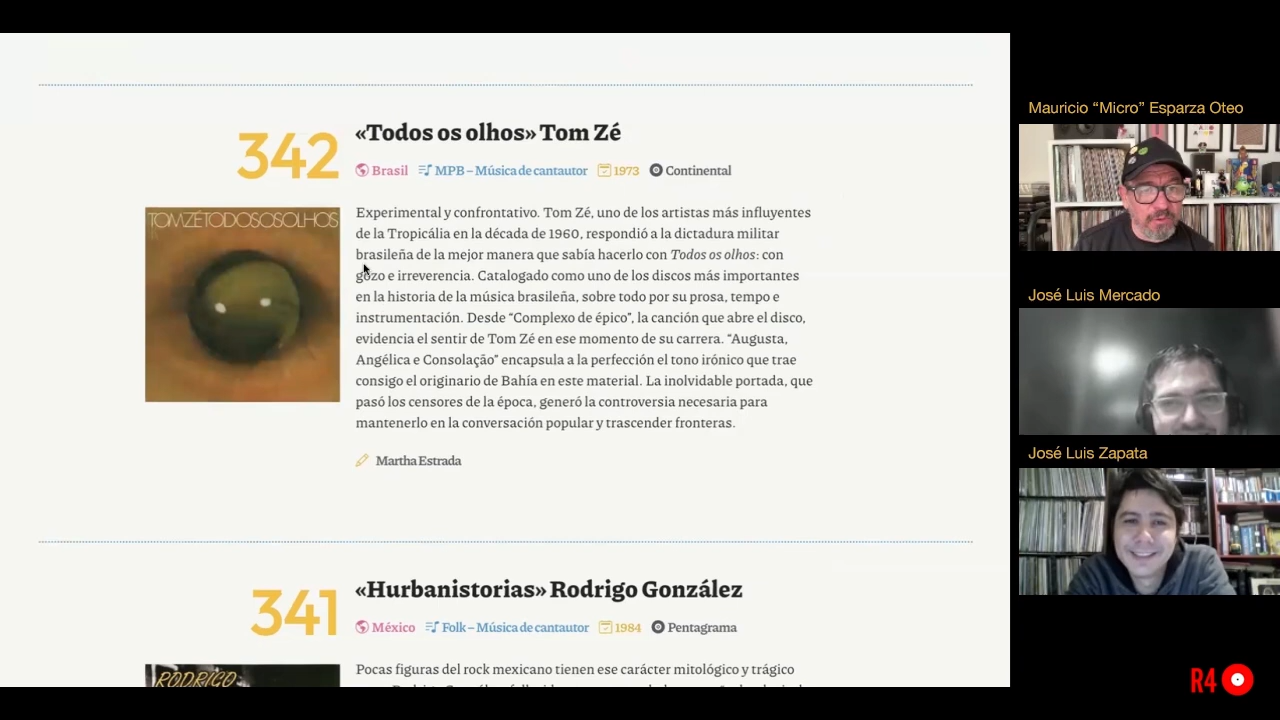 342
«Todos os olhos» Tom Zé
Brasil MPB – Música de cantautor 1973 Continental
TOMZÉTODOSOSOLHOS
Experimental y confrontativo. Tom Zé, uno de los artistas más influyentes
de la Tropicália en la década de 1960, respondió a la dictadura militar
brasileña de la mejor manera que sabía hacerlo con Todos os olhos: con
gozo e irreverencia. Catalogado como uno de los discos más importantes
en la historia de la música brasileña, sobre todo por su prosa, tempo e
instrumentación. Desde “Complexo de épico”, la canción que abre el disco,
evidencia el sentir de Tom Zé en ese momento de su carrera. “Augusta,
Angélica e Consolação” encapsula a la perfección el tono irónico que trae
consigo el originario de Bahía en este material. La inolvidable portada, que
pasó los censores de la época, generó la controversia necesaria para
mantenerlo en la conversación popular y trascender fronteras.
Martha Estrada
341
«Hurbanistorias» Rodrigo González
México Folk – Música de cantautor 1984 Pentagrama
RODRIGO
Pocas figuras del rock mexicano tienen ese carácter mitológico y trágico
Mauricio “Micro” Esparza Oteo
José Luis Mercado
José Luis Zapata
R4